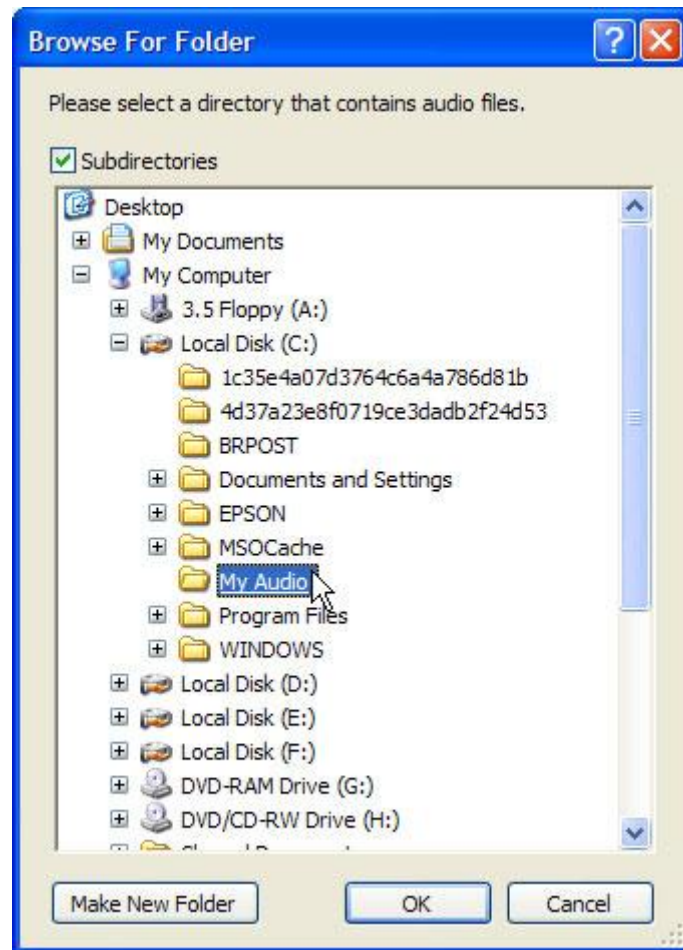 Browse For Folder
Please select a directory that contains audio files.
Subdirectories
Desktop
My Documents
My Computer
3.5 Floppy (A:)
Local Disk (C:)
1c35e4a07d3764c6a4a786d81b
4d37a23e8f0719ce3dadb2f24d53
BRPOST
Documents and Settings
EPSON
MSOCache
My Audio
Program Files
WINDOWS
Local Disk (D:)
Local Disk (E:)
Local Disk (F:)
DVD-RAM Drive (G:)
DVD/CD-RW Drive (H:)
Make New Folder
OK
Cancel